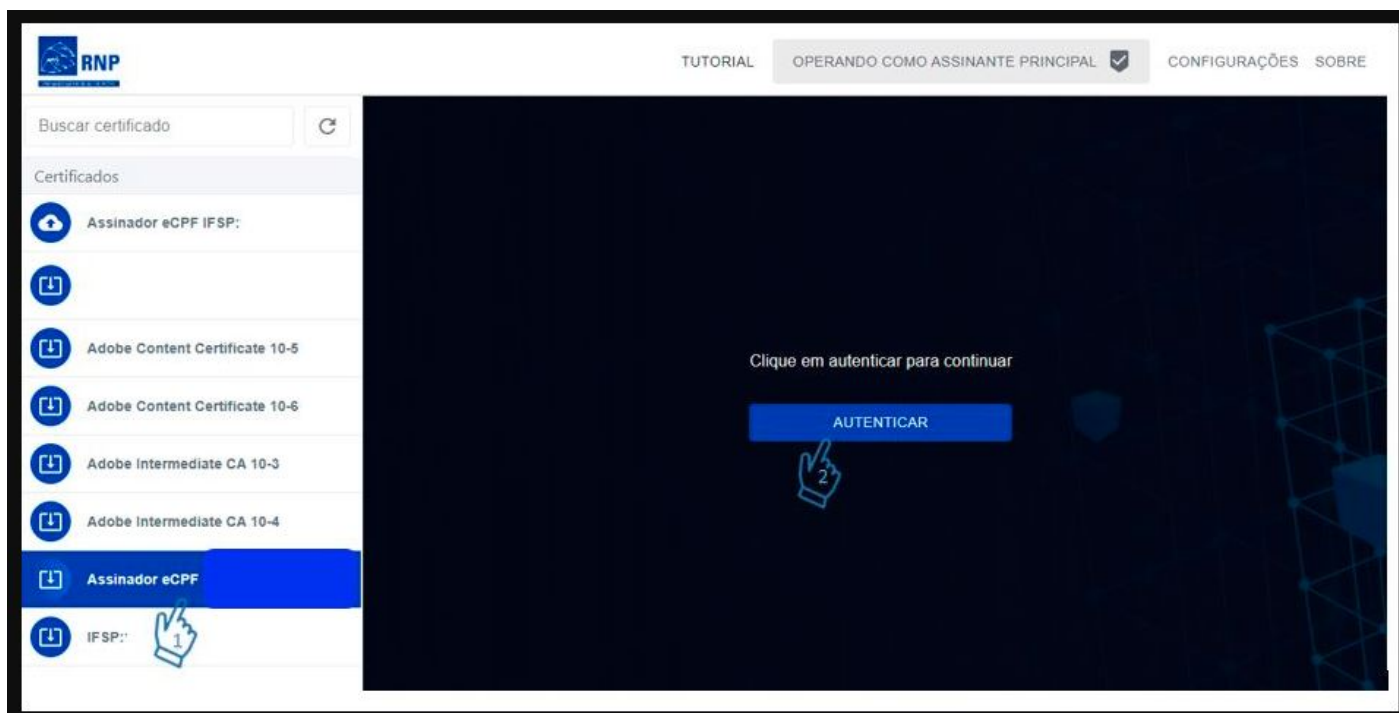 RNP
TUTORIAL
OPERANDO COMO ASSINANTE PRINCIPAL
CONFIGURAÇÕES
SOBRE
Buscar certificado
Certificados
Assinador eCPF IFSP:
Adobe Content Certificate 10-5
Adobe Content Certificate 10-6
Adobe Intermediate CA 10-3
Adobe Intermediate CA 10-4
Assinador eCPF
1
IFSP:
Clique em autenticar para continuar
AUTENTICAR
2